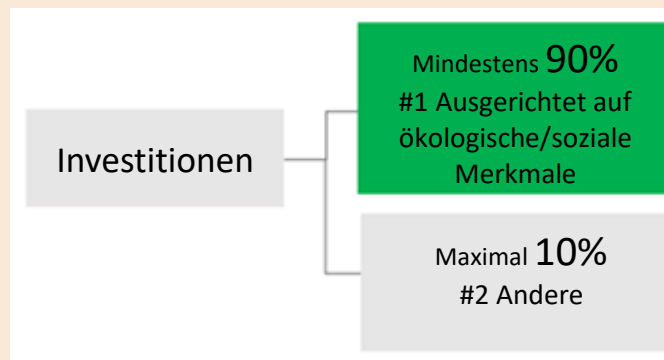 Investitionen
Mindestens 90%
#1 Ausgerichtet auf
ökologische/soziale
Merkmale
Maximal 10%
#2 Andere